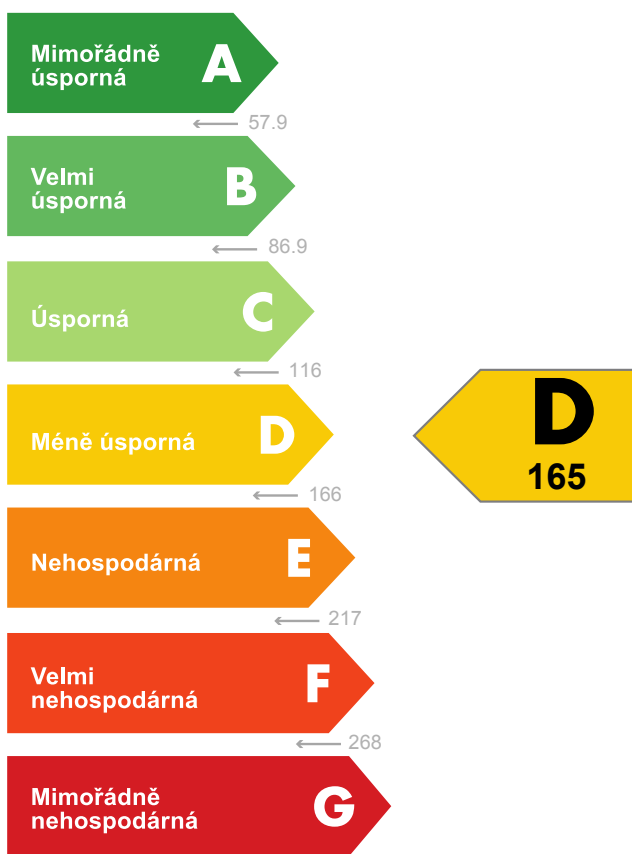 Mimořádně
úsporná
A
← 57.9
Velmi
úsporná
B
← 86.9
Úsporná
C
← 116
Méně úsporná
D
← 166
D
165
Nehospodárná
E
← 217
Velmi
nehospodárná
F
← 268
Mimořádně
nehospodárná
G